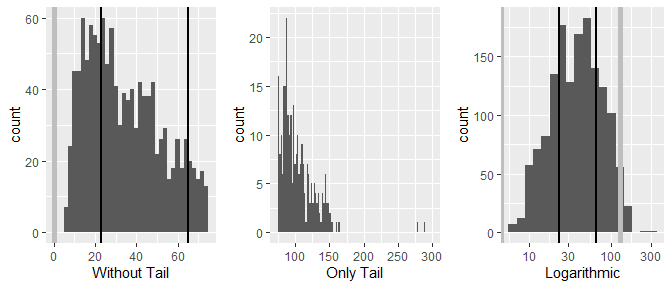 60
40
20
0
count
0 20 40 60
Without Tail
20
15
10
5
0
count
100 150 200 250 300
Only Tail
150
100
50
0
count
10 30 100 300
Logarithmic